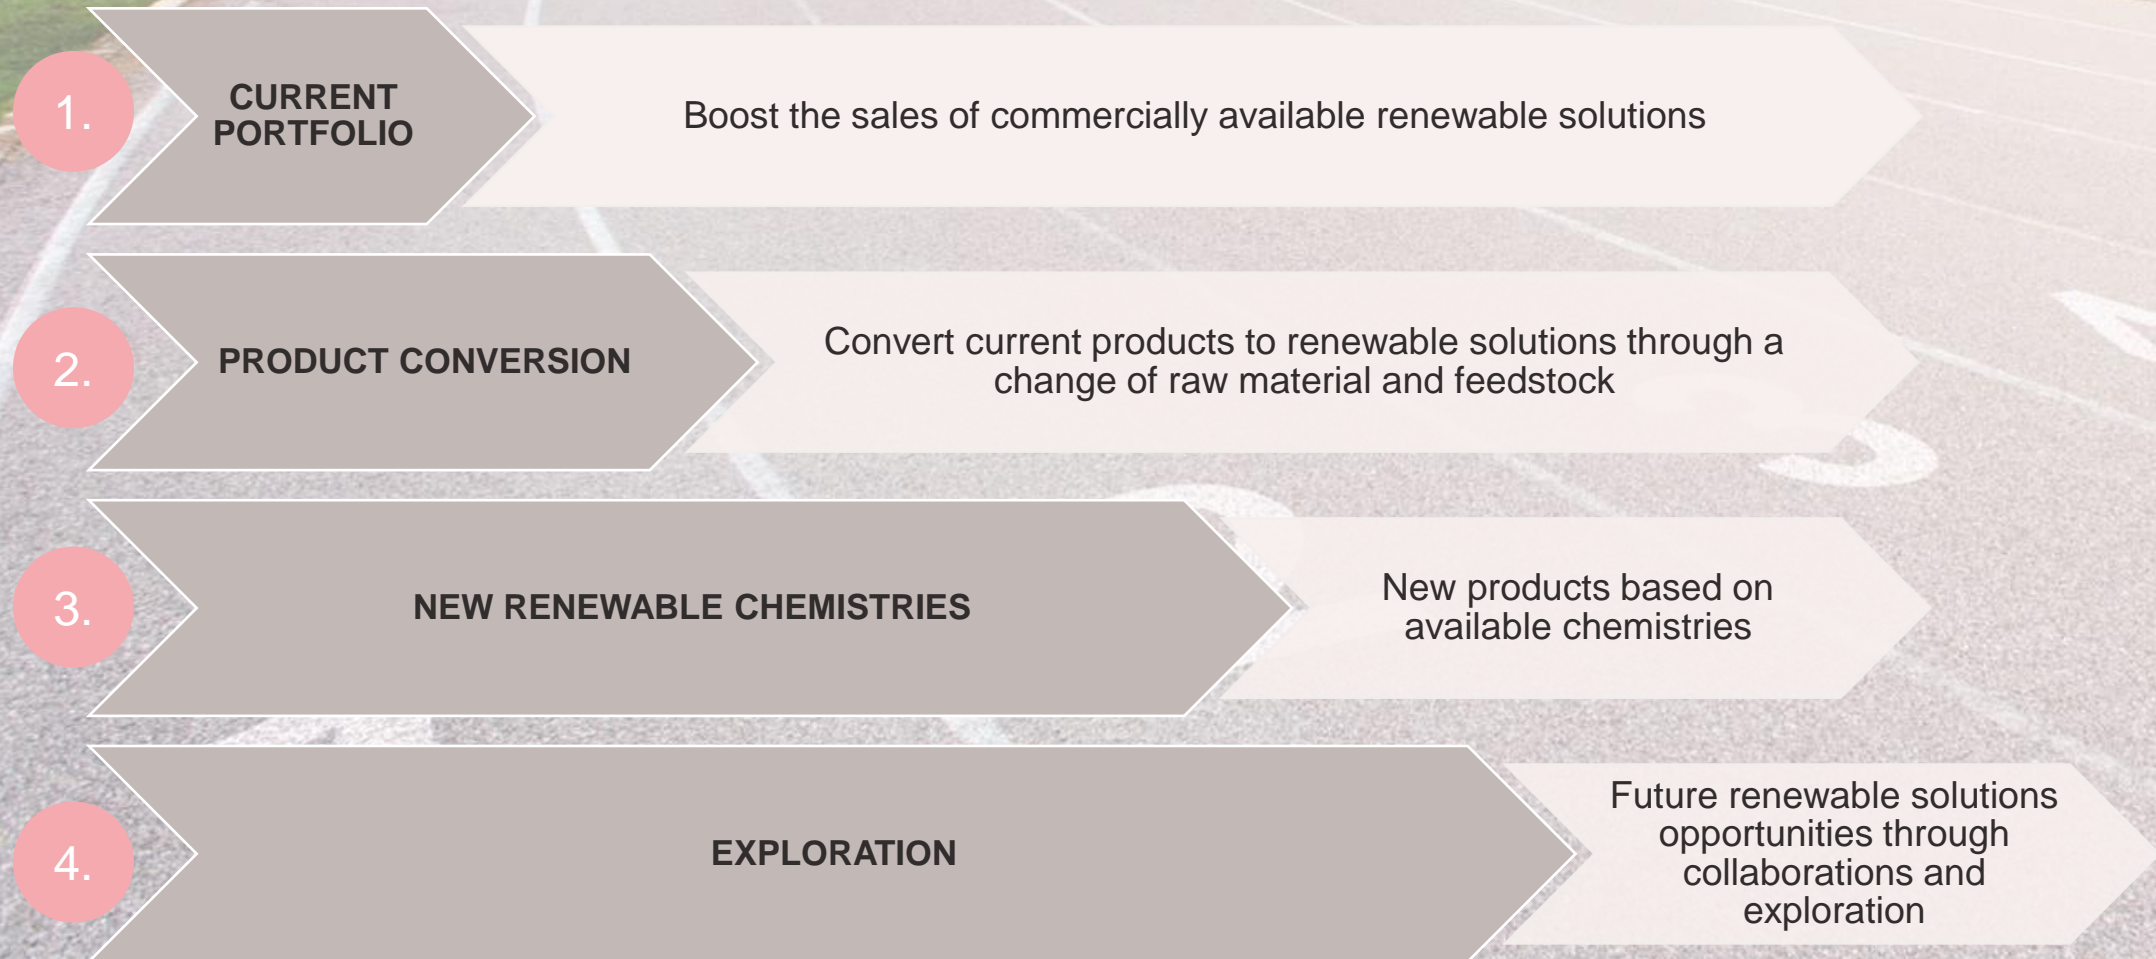 1.
CURRENT
PORTFOLIO
Boost the sales of commercially available renewable solutions
2.
PRODUCT CONVERSION
Convert current products to renewable solutions through a
change of raw material and feedstock
3.
NEW RENEWABLE CHEMISTRIES
New products based on
available chemistries
4.
EXPLORATION
Future renewable solutions
opportunities through
collaborations and
exploration